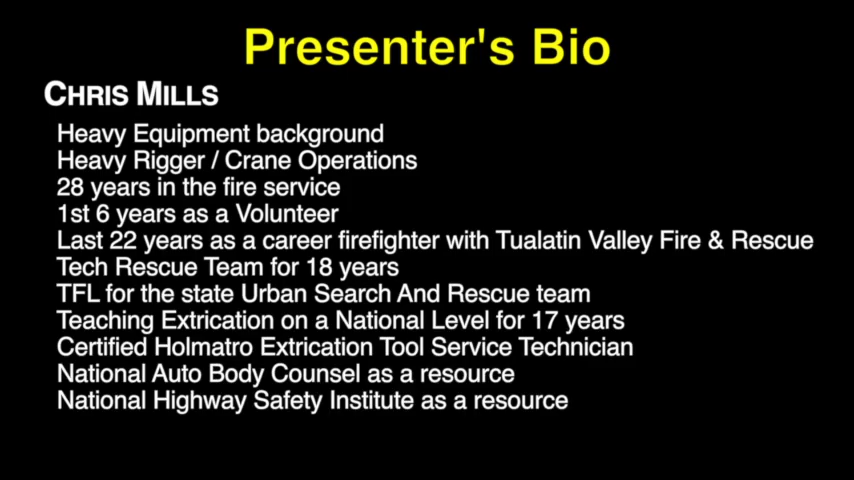 Presenter's Bio
CHRIS MILLS
Heavy Equipment background
Heavy Rigger / Crane Operations
28 years in the fire service
1st 6 years as a Volunteer
Last 22 years as a career firefighter with Tualatin Valley Fire & Rescue
Tech Rescue Team for 18 years
TFL for the state Urban Search And Rescue team
Teaching Extrication on a National Level for 17 years
Certified Holmatro Extrication Tool Service Technician
National Auto Body Counsel as a resource
National Highway Safety Institute as a resource